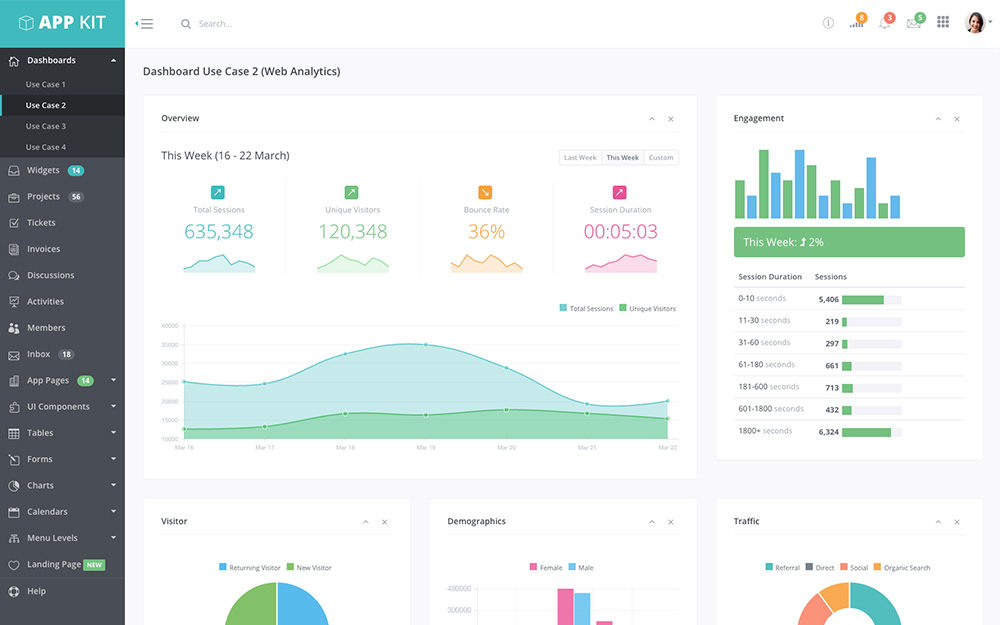 APP KIT
Search...
8
3
5
Dashboards
Use Case 1
Use Case 2
Use Case 3
Use Case 4
Widgets 14
Projects 56
Tickets
Invoices
Discussions
Activities
Members
Inbox 18
App Pages 14
UI Components
Tables
Forms
Charts
Calendars
Menu Levels
Landing Page NEW
Help
Dashboard Use Case 2 (Web Analytics)
Overview
This Week (16 - 22 March)
Last Week This Week Custom
Total Sessions Unique Visitors Bounce Rate Session Duration
635,348 120,348 36% 00:05:03
Total Sessions Unique Visitors
40000
35000
30000
25000
20000
15000
10000
Mar 16 Mar 17 Mar 18 Mar 19 Mar 20 Mar 21 Mar 22
Engagement
This Week: 2%
Session Duration Sessions
0-10 seconds 5,406
11-30 seconds 219
31-60 seconds 297
61-180 seconds 661
181-600 seconds 713
601-1800 seconds 432
1800+ seconds 6,324
Visitor
Returning Visitor New Visitor
Demographics
Female Male
400000
300000
Traffic
Referral Direct Social Organic Search